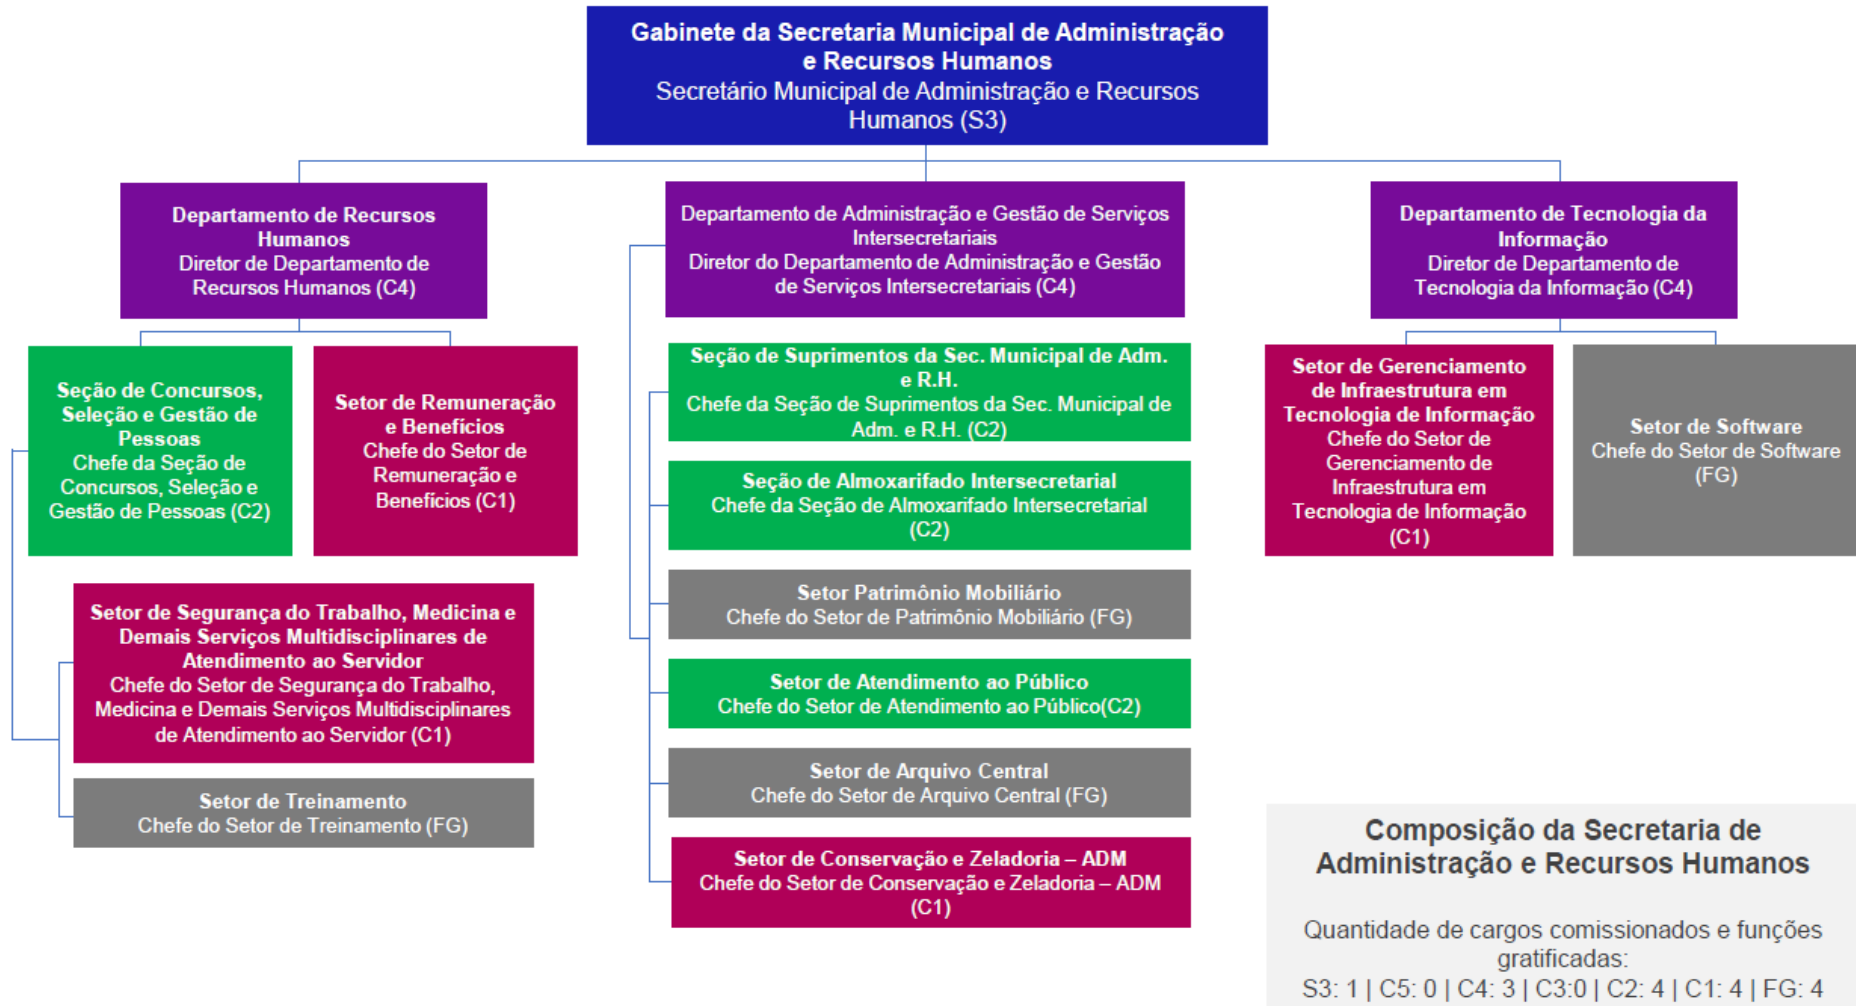 Gabinete da Secretaria Municipal de Administração
e Recursos Humanos
Secretário Municipal de Administração e Recursos
Humanos (S3)
Departamento de Recursos
Humanos
Diretor de Departamento de
Recursos Humanos (C4)
Departamento de Administração e Gestão de Serviços
Intersecretariais
Diretor do Departamento de Administração e Gestão
de Serviços Intersecretariais (C4)
Departamento de Tecnologia da
Informação
Diretor de Departamento de
Tecnologia da Informação (C4)
Seção de Concursos,
Seleção e Gestão de
Pessoas
Chefe da Seção de
Concursos, Seleção e
Gestão de Pessoas (C2)
Setor de Remuneração
e Benefícios
Chefe do Setor de
Remuneração e
Benefícios (C1)
Setor de Segurança do Trabalho, Medicina e
Demais Serviços Multidisciplinares de
Atendimento ao Servidor
Chefe do Setor de Segurança do Trabalho,
Medicina e Demais Serviços Multidisciplinares
de Atendimento ao Servidor (C1)
Setor de Treinamento
Chefe do Setor de Treinamento (FG)
Seção de Suprimentos da Sec. Municipal de Adm.
e R.H.
Chefe da Seção de Suprimentos da Sec. Municipal de
Adm. e R.H. (C2)
Seção de Almoxarifado Intersecretarial
Chefe da Seção de Almoxarifado Intersecretarial
(C2)
Setor Patrimônio Mobiliário
Chefe do Setor de Patrimônio Mobiliário (FG)
Setor de Atendimento ao Público
Chefe do Setor de Atendimento ao Público(C2)
Setor de Arquivo Central
Chefe do Setor de Arquivo Central (FG)
Setor de Conservação e Zeladoria – ADM
Chefe do Setor de Conservação e Zeladoria – ADM
(C1)
Setor de Gerenciamento
de Infraestrutura em
Tecnologia de Informação
Chefe do Setor de
Gerenciamento de
Infraestrutura em
Tecnologia de Informação
(C1)
Setor de Software
Chefe do Setor de Software
(FG)
Composição da Secretaria de
Administração e Recursos Humanos
Quantidade de cargos comissionados e funções
gratificadas:
S3: 1 | C5: 0 | C4: 3 | C3:0 | C2: 4 | C1: 4 | FG: 4